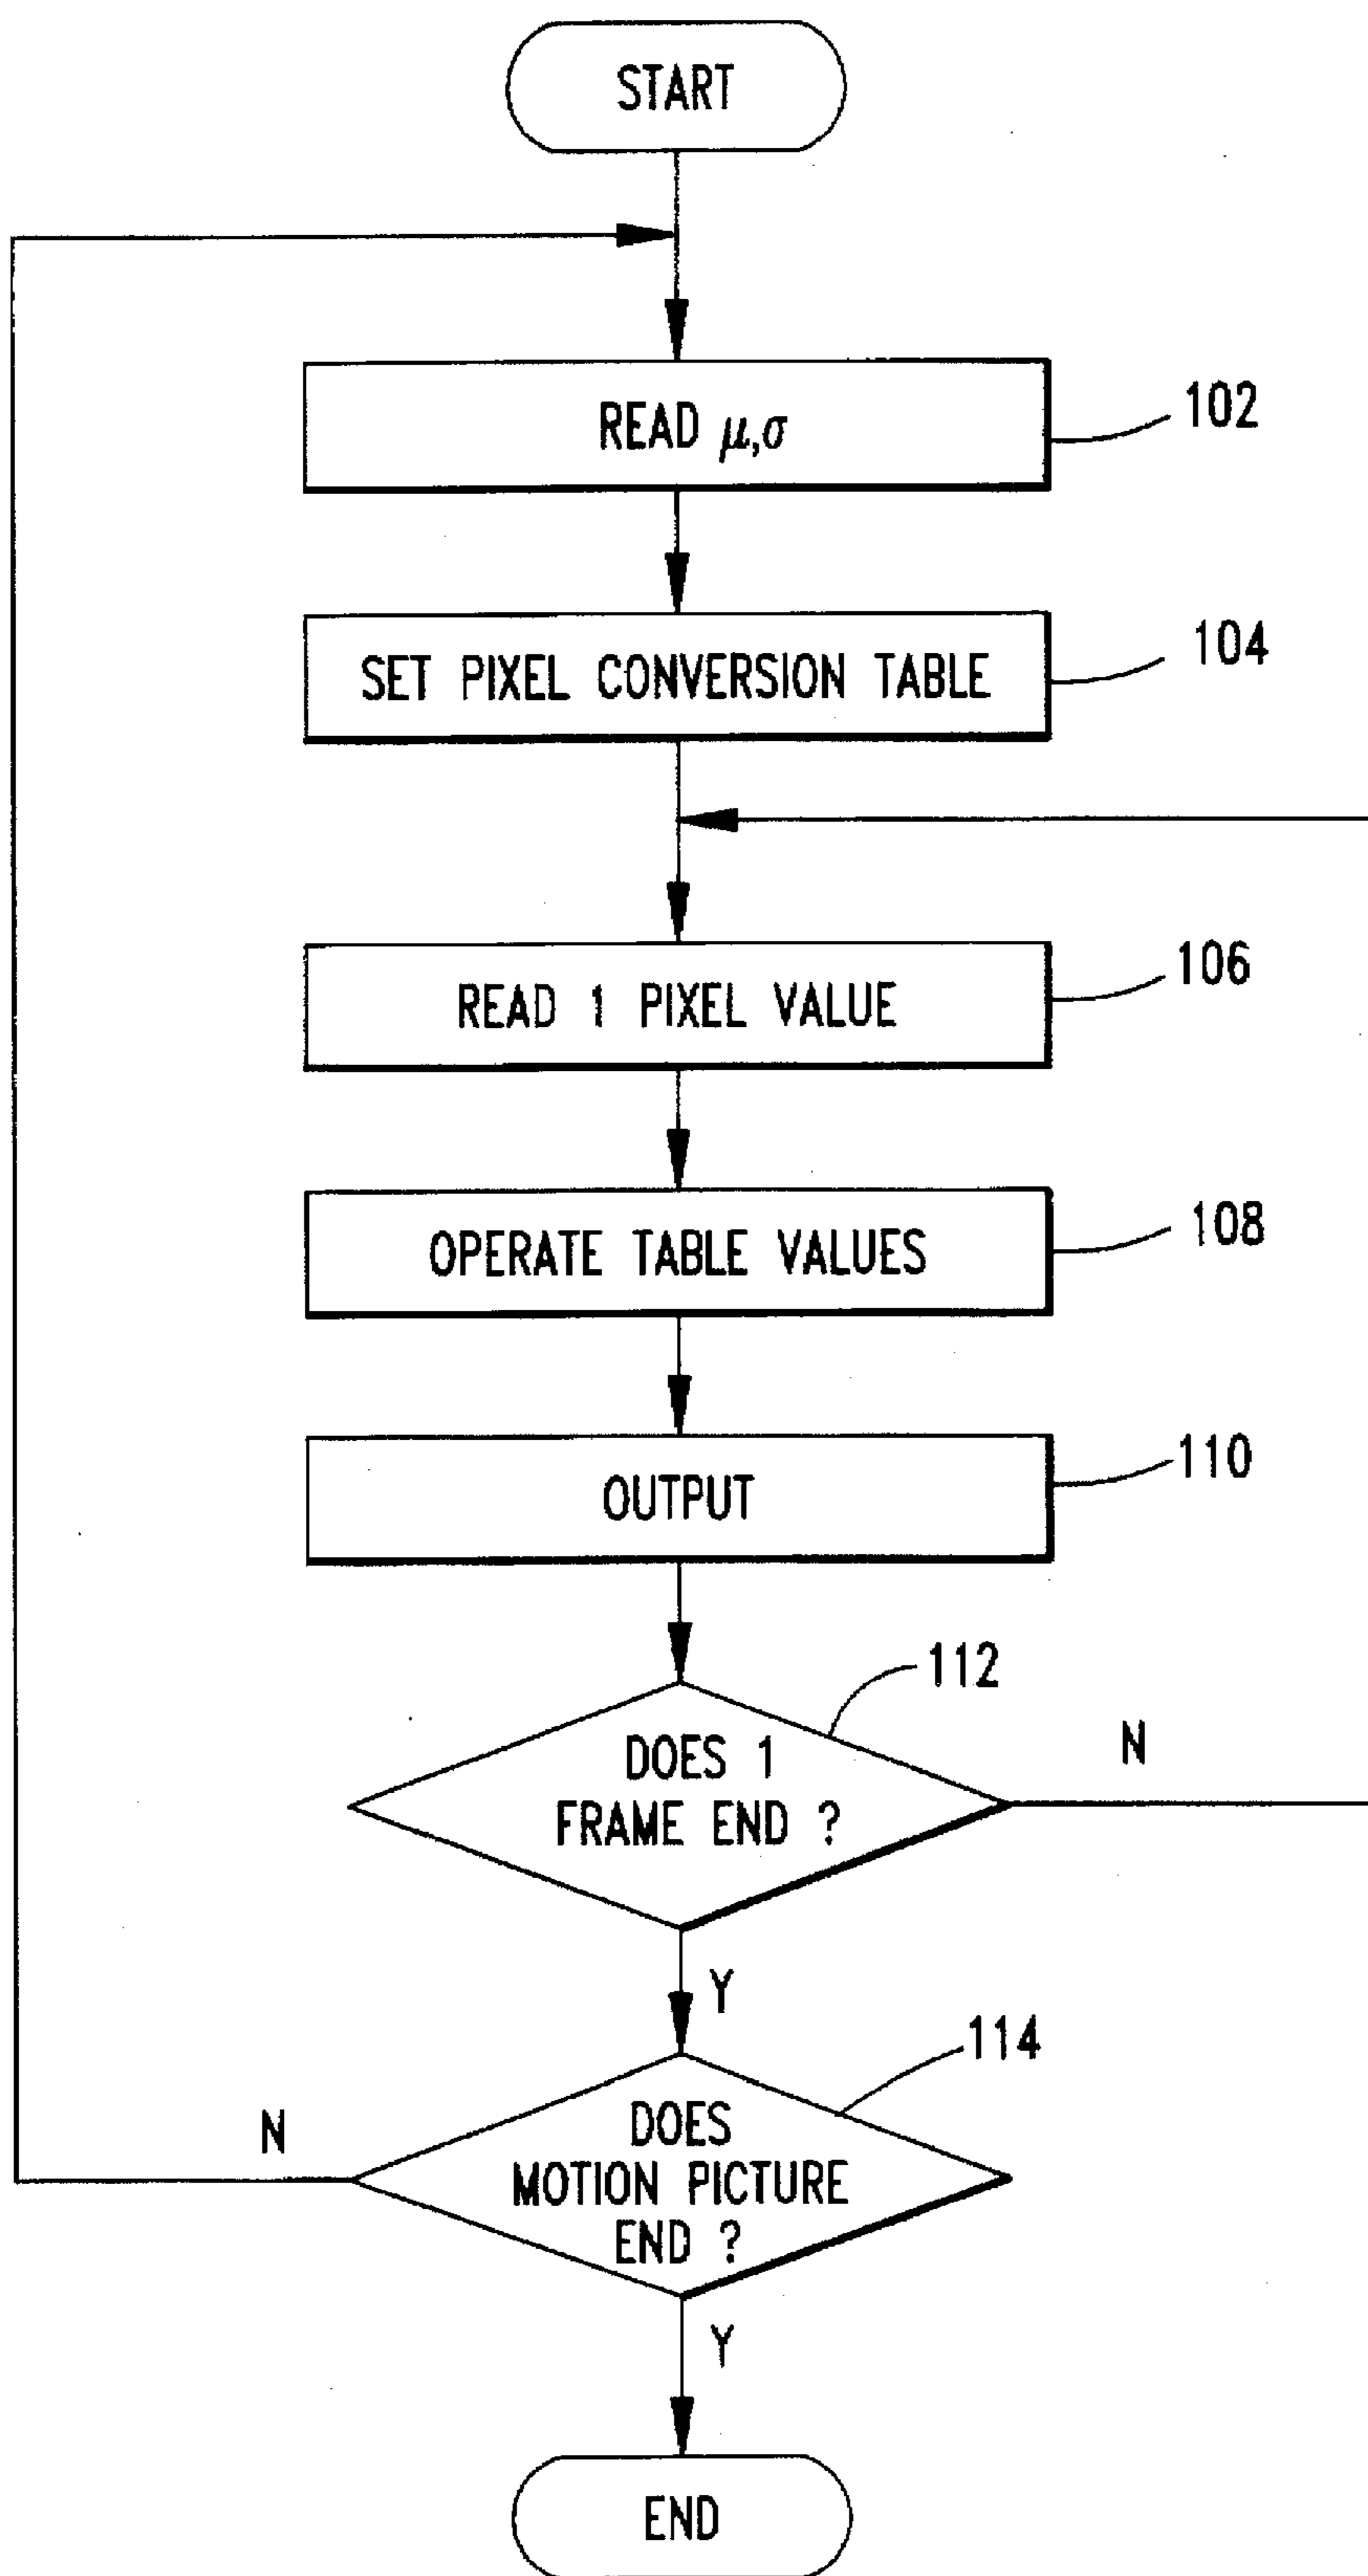 START
READ μ,σ
102
SET PIXEL CONVERSION TABLE
104
READ 1 PIXEL VALUE
106
OPERATE TABLE VALUES
108
OUTPUT
110
112
DOES 1
FRAME END ?
N
Y
114
DOES
MOTION PICTURE
END ?
N
Y
END